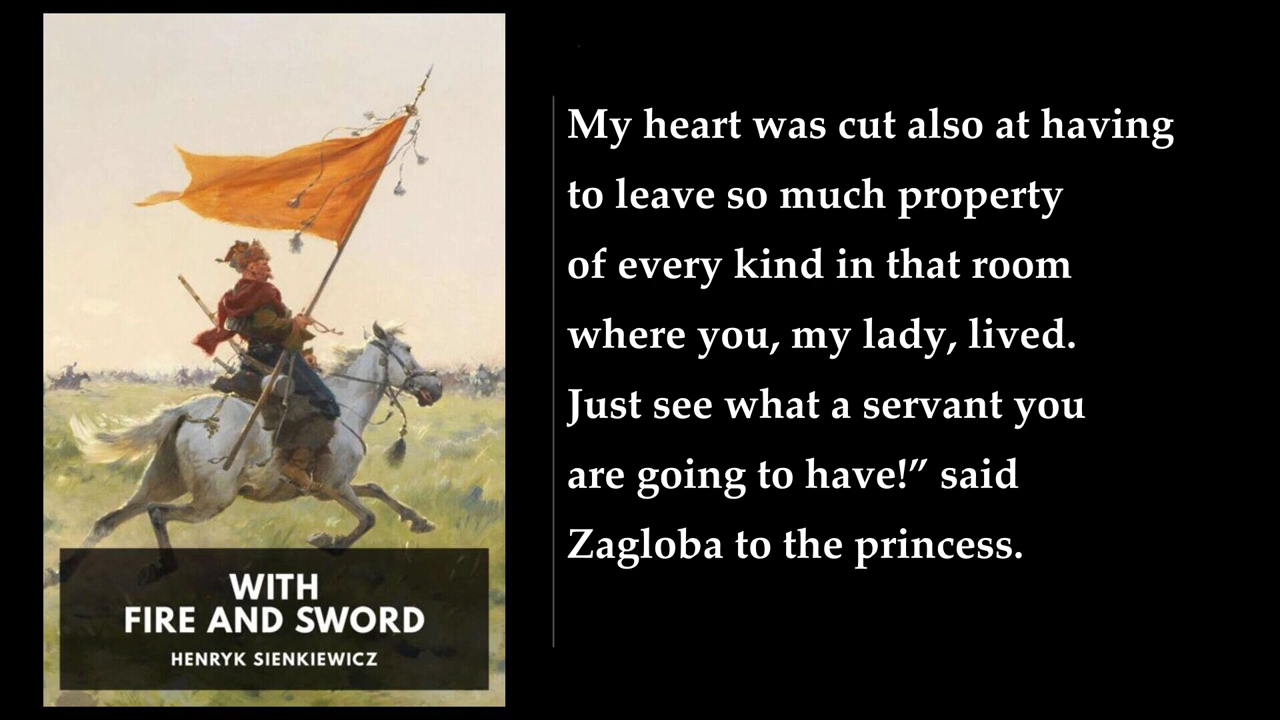 WITH
FIRE AND SWORD
HENRYK SIENKIEWICZ
My heart was cut also at having
to leave so much property
of every kind in that room
where you, my lady, lived.
Just see what a servant you
are going to have!” said
Zagloba to the princess.